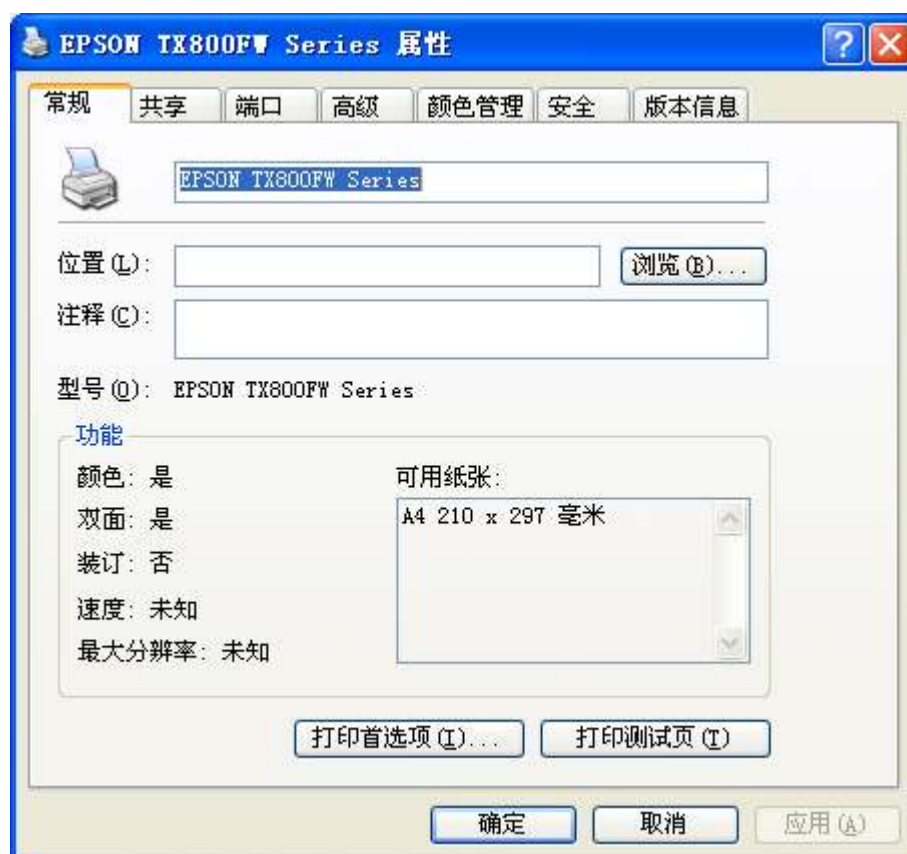 EPSON TX800FW Series 属性
常规 共享 端口 高级 颜色管理 安全 版本信息
EPSON TX800FW Series
位置(L): 浏览(B)...
注释(C):
型号(O): EPSON TX800FW Series
功能
颜色: 是 可用纸张:
双面: 是 A4 210 x 297 毫米
装订: 否
速度: 未知
最大分辨率: 未知
打印首选项(I)... 打印测试页(T)
确定 取消 应用(A)